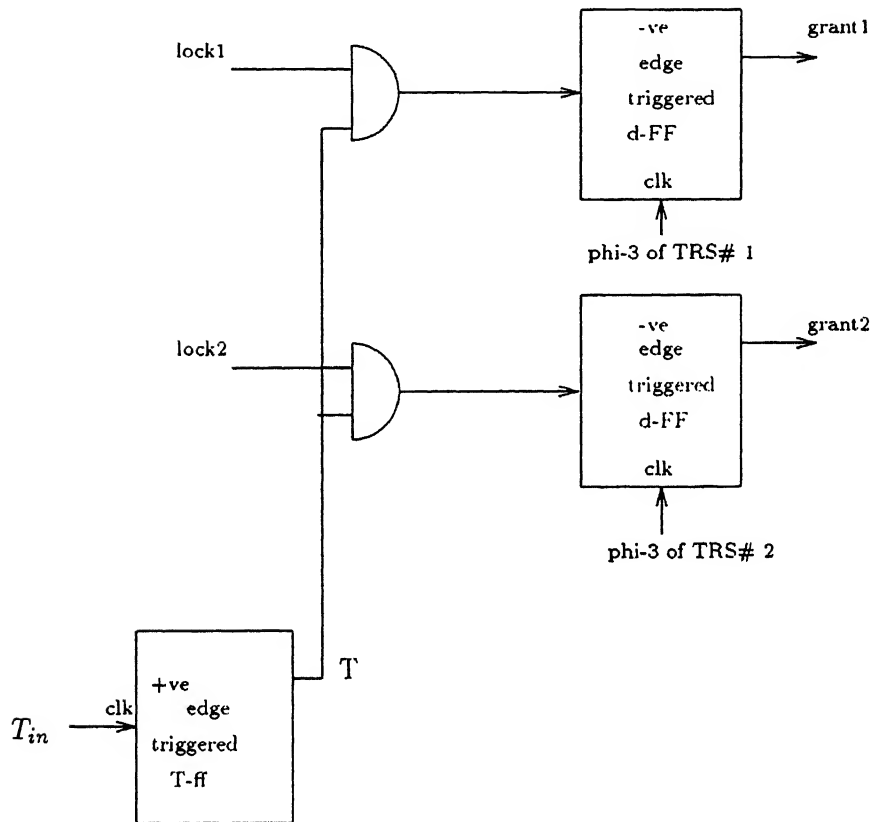 lock1
-ve
edge
triggered
d-FF
clk
grant1
phi-3 of TRS# 1
lock2
-ve
edge
triggered
d-FF
clk
grant2
phi-3 of TRS# 2
T
T_in
clk
+ve
edge
triggered
T-ff